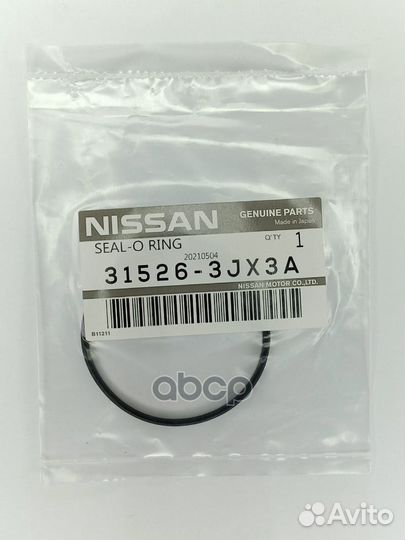 NISSAN
GENUINE PARTS
Made in Japan
SEAL-O RING
Q'TY 1
20210504
31526-3JX3A
NISSAN MOTOR CO.,LTD.
B11211
abcp
Avito